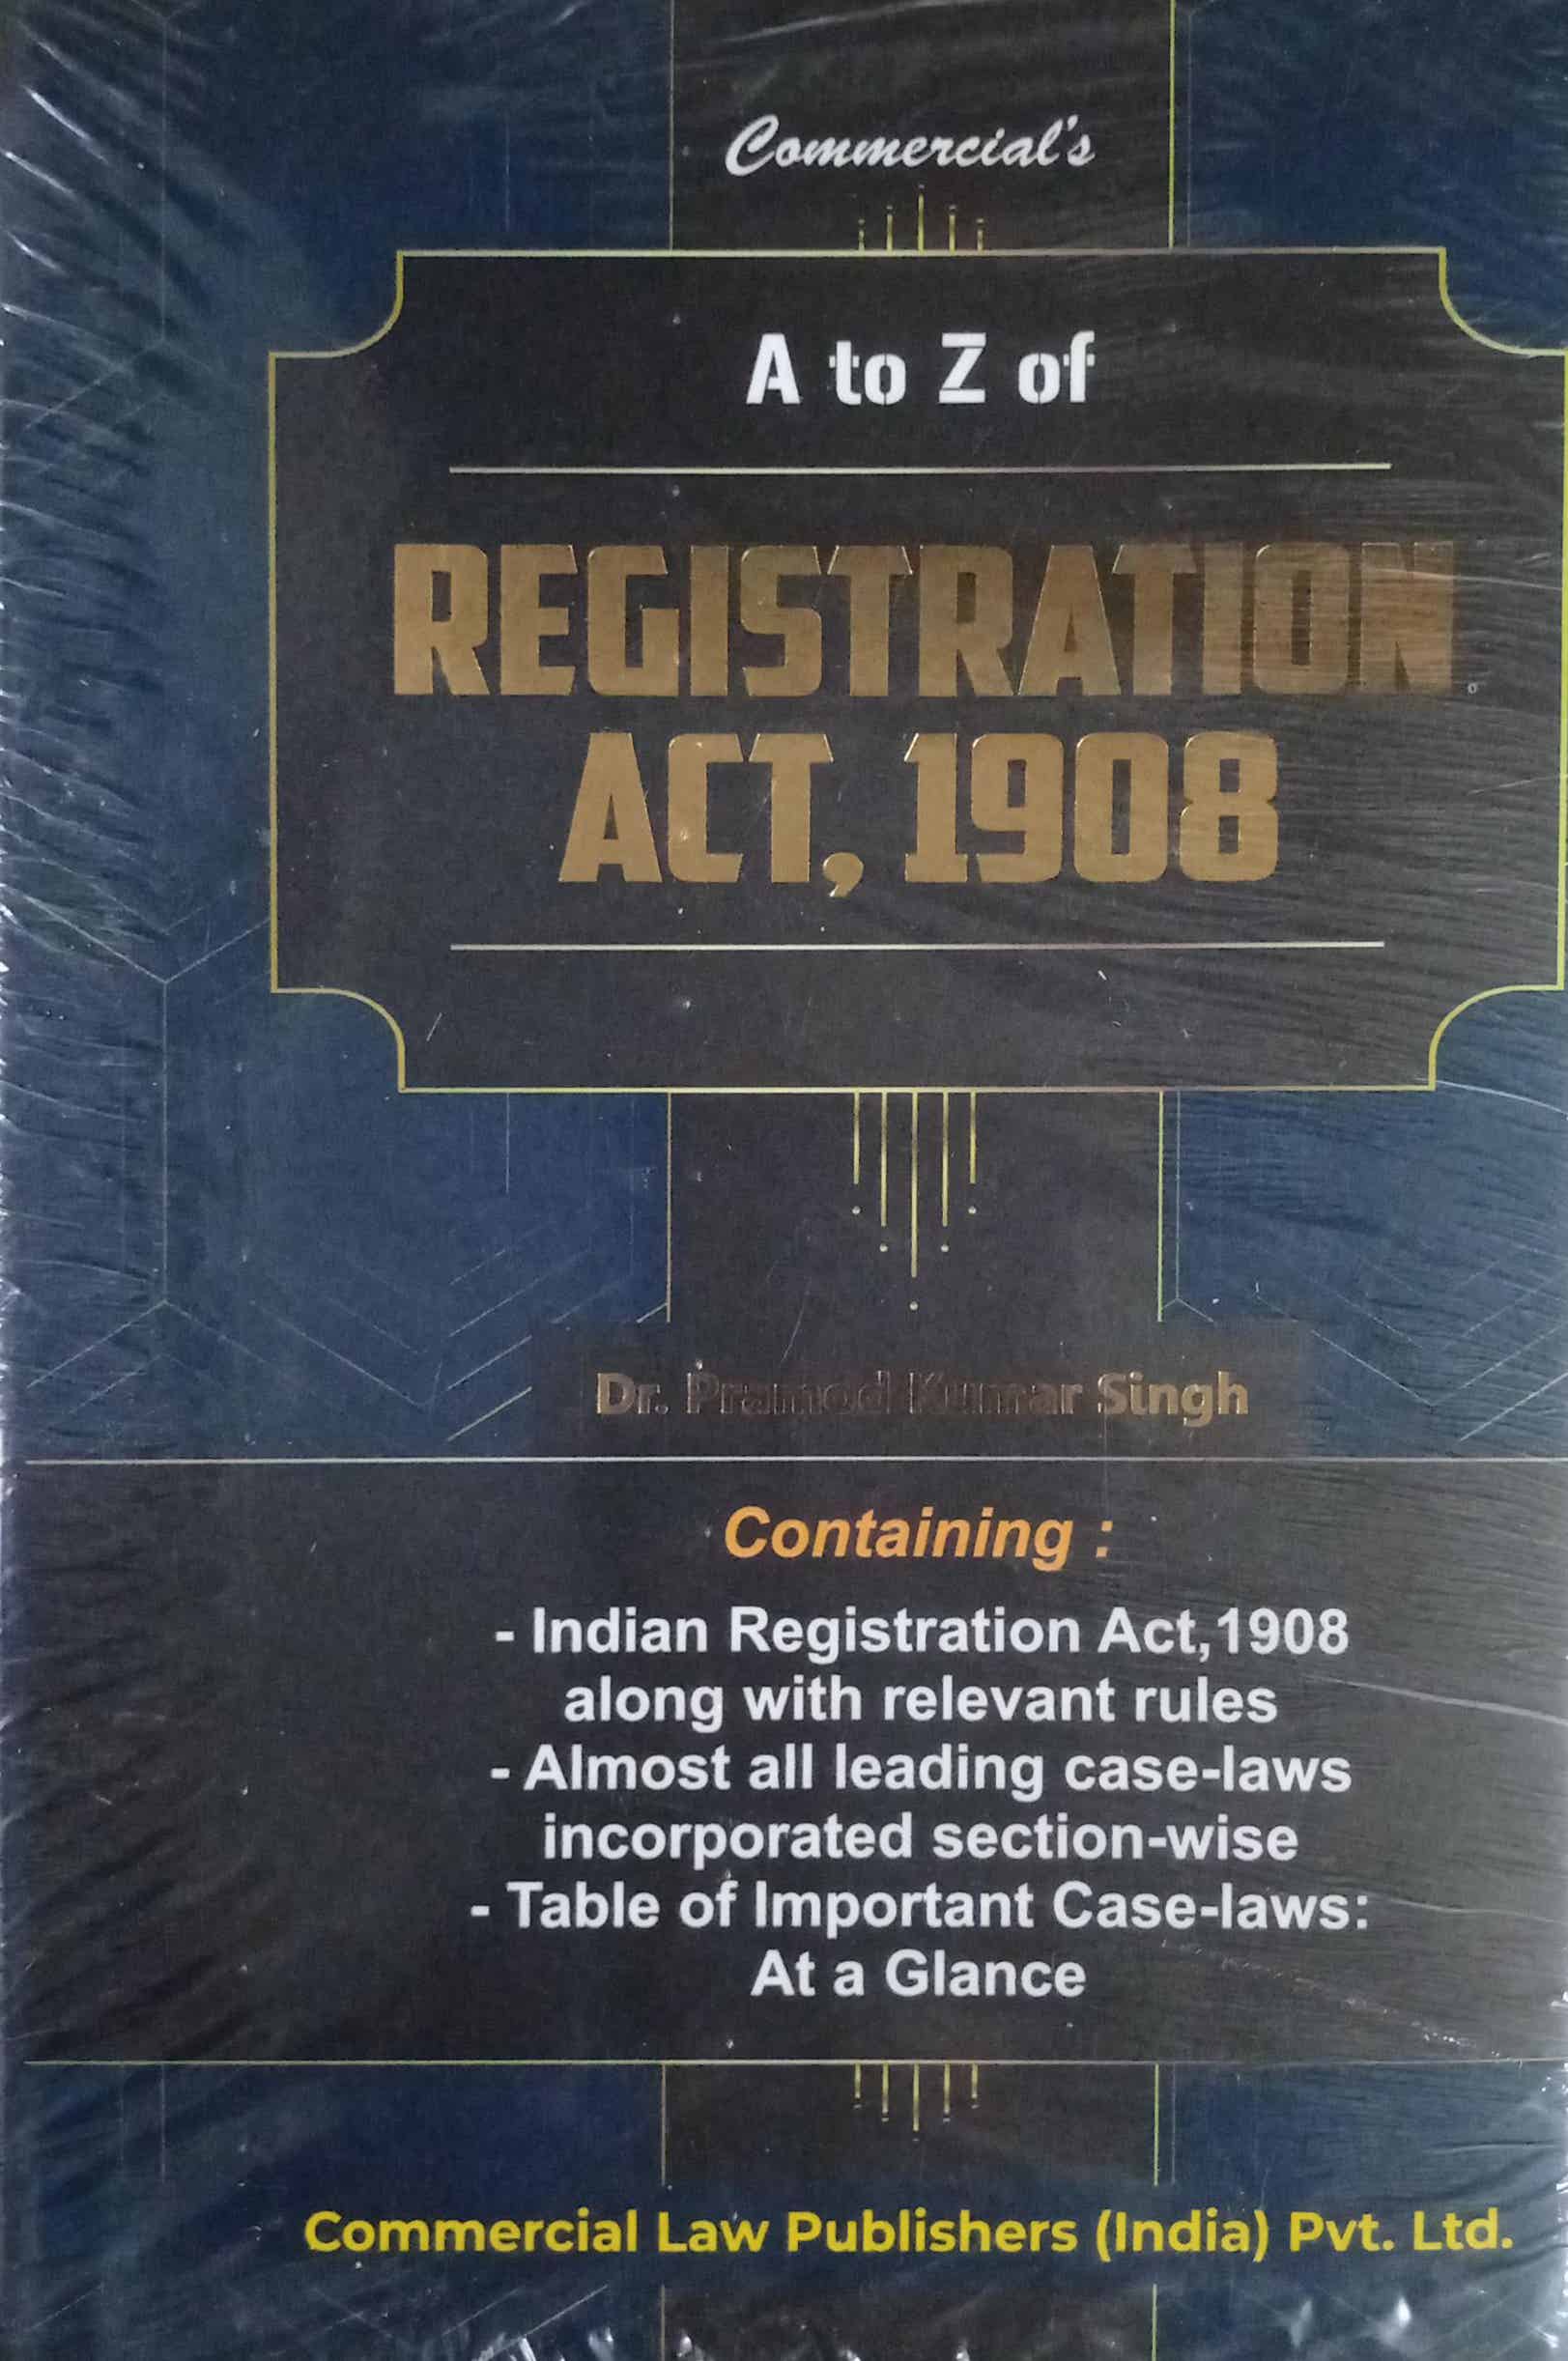 Commercial's
A to Z of
REGISTRATION
ACT, 1908
Dr. Pramod Kumar Singh
Containing :
- Indian Registration Act,1908
along with relevant rules
- Almost all leading case-laws
incorporated section-wise
- Table of Important Case-laws:
At a Glance
Commercial Law Publishers (India) Pvt. Ltd.